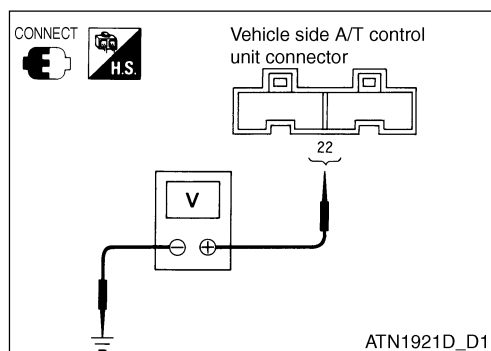 CONNECT
H.S.
Vehicle side A/T control
unit connector
22
V
− +
ATN1921D_D1